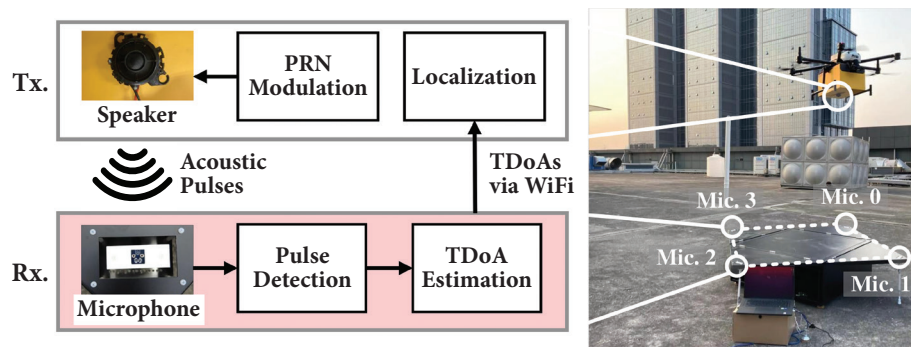 Tx.
Speaker
PRN
Modulation
Localization
Acoustic
Pulses
TDoAs
via WiFi
Rx.
Microphone
Pulse
Detection
TDoA
Estimation
Mic. 3
Mic. 0
Mic. 2
Mic. 1